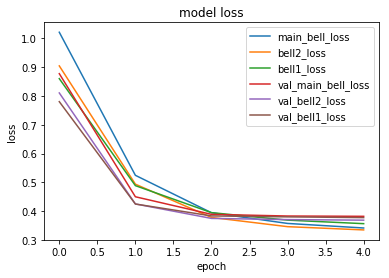 model loss
main_bell_loss
bell2_loss
bell1_loss
val_main_bell_loss
val_bell2_loss
val_bell1_loss
loss
1.0
0.9
0.8
0.7
0.6
0.5
0.4
0.3
0.0 0.5 1.0 1.5 2.0 2.5 3.0 3.5 4.0
epoch